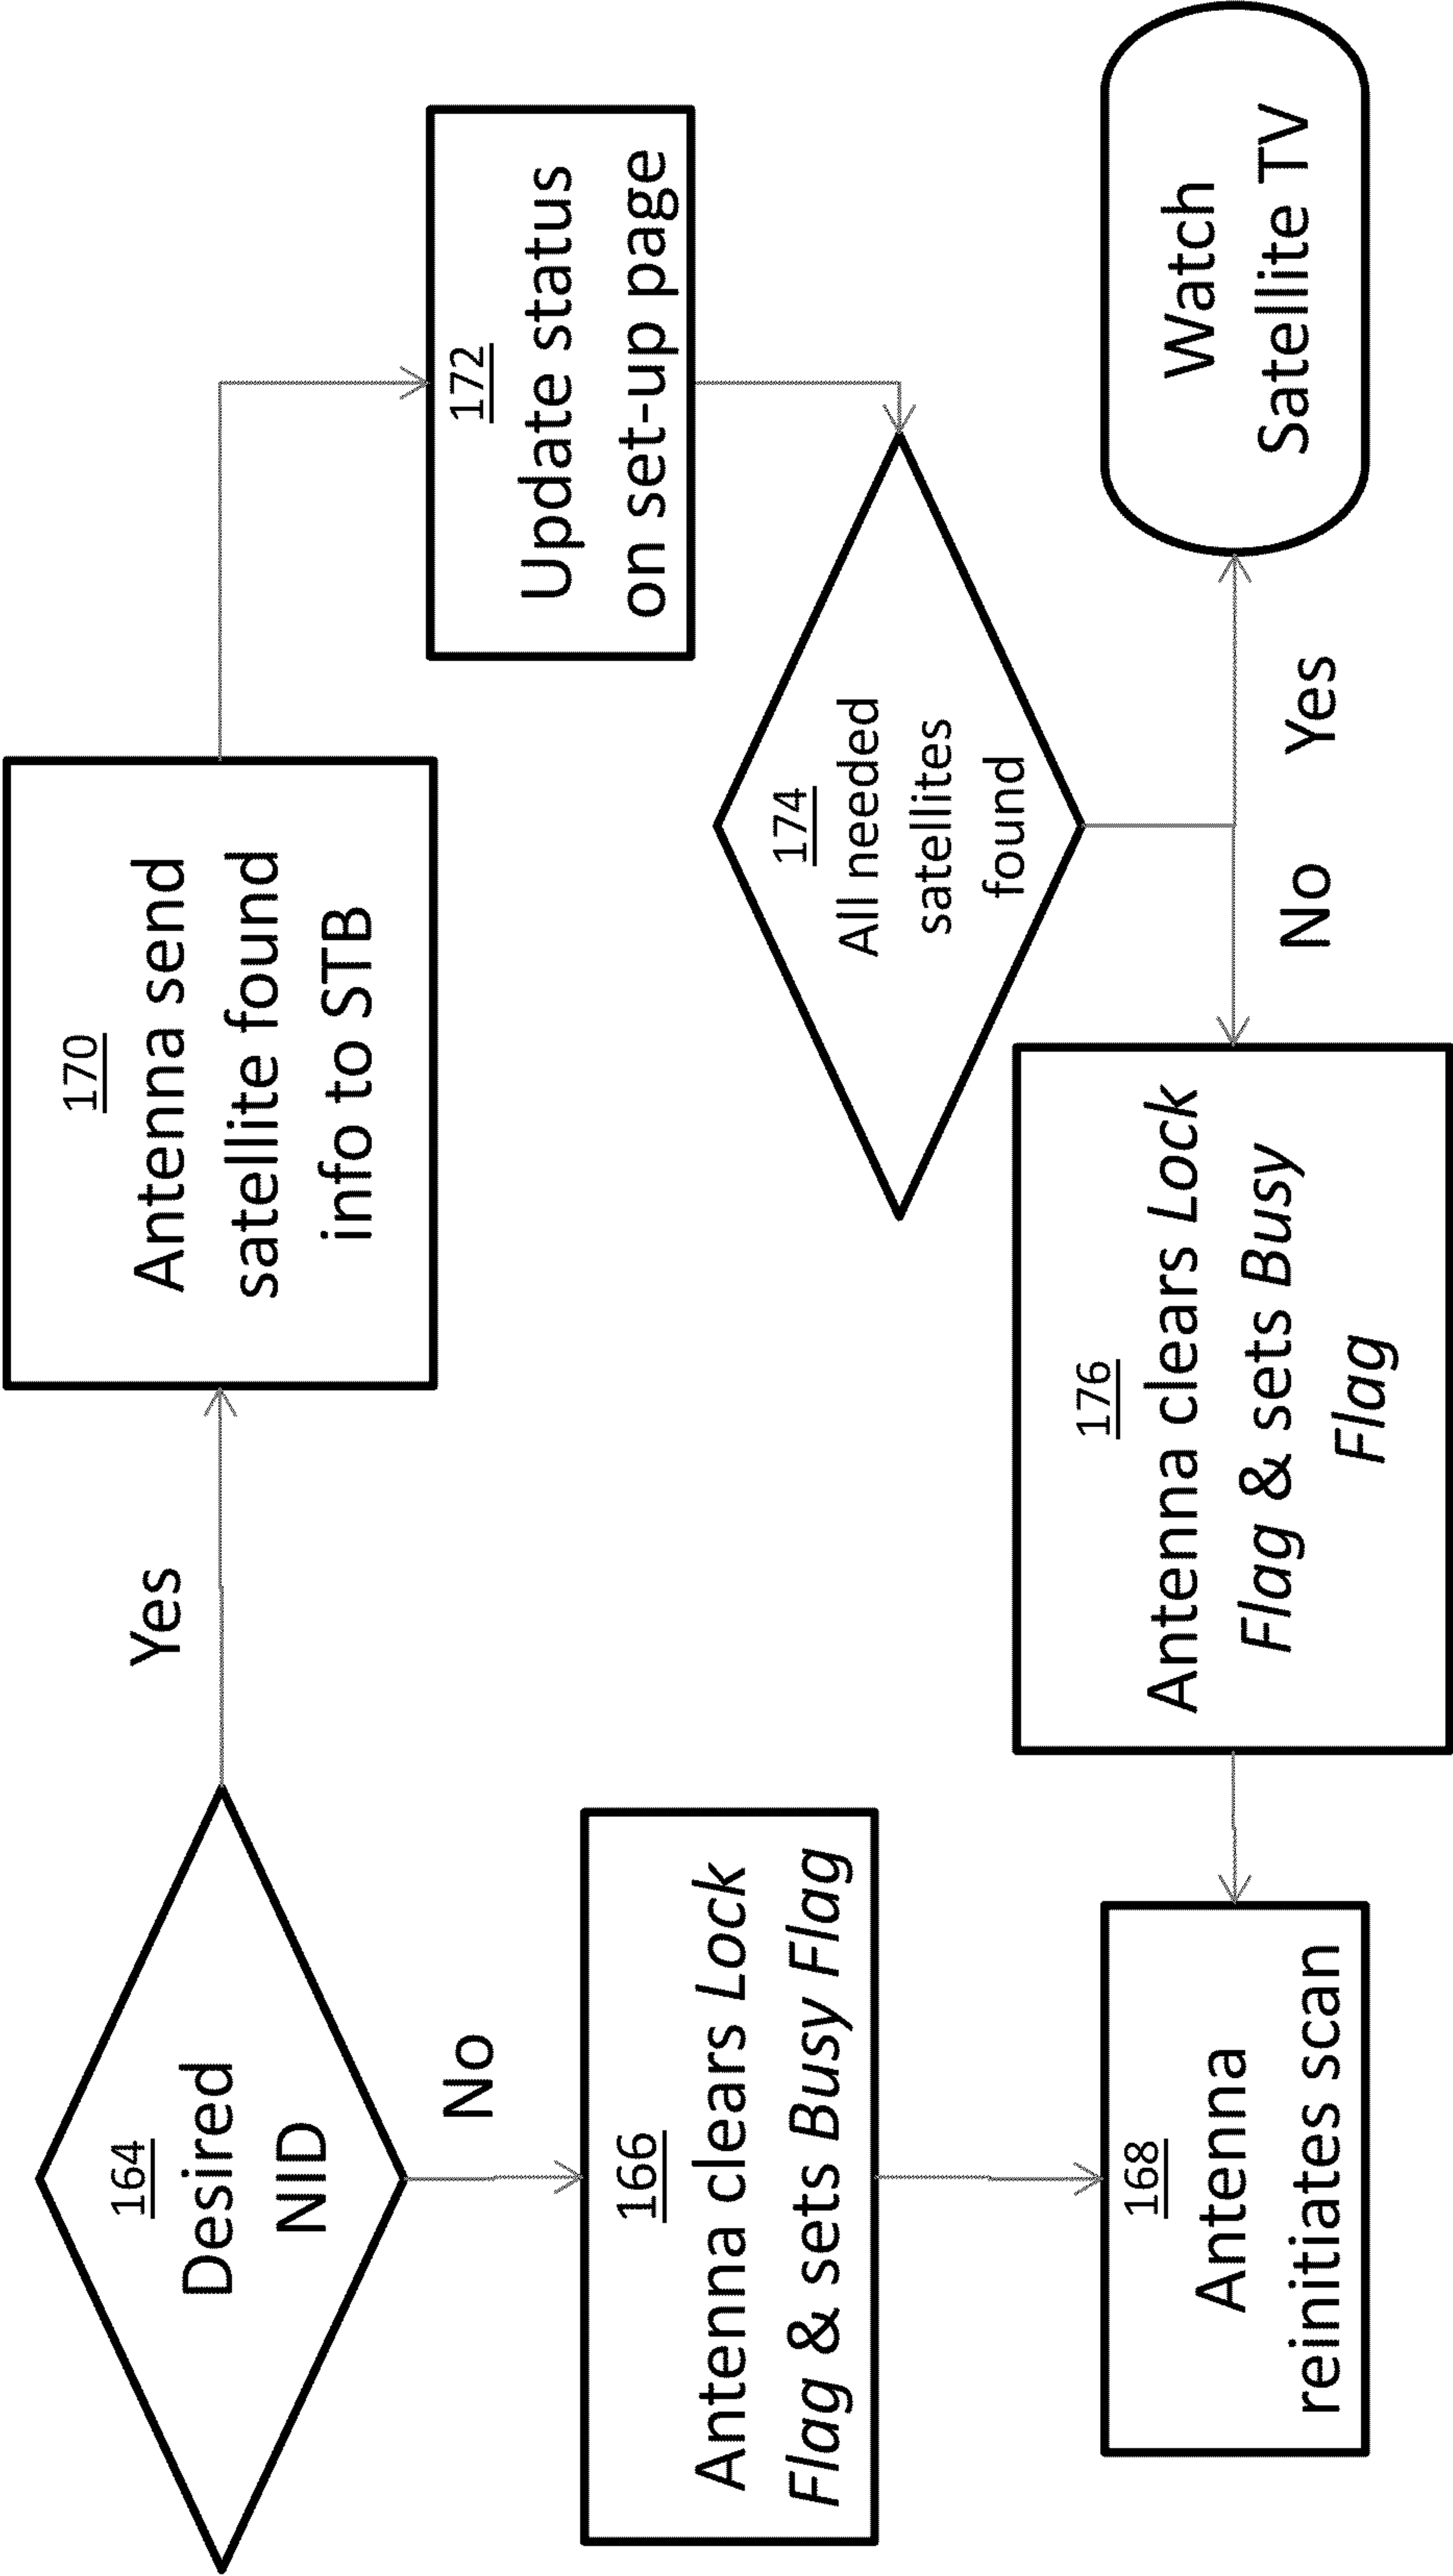 164
Desired
NID
Yes
No
170
Antenna send
satellite found
info to STB
166
Antenna clears Lock
Flag & sets Busy Flag
172
Update status
on set-up page
174
All needed
satellites
found
168
Antenna
reinitiates scan
176
Antenna clears Lock
Flag & sets Busy
Flag
No
Yes
Watch
Satellite TV